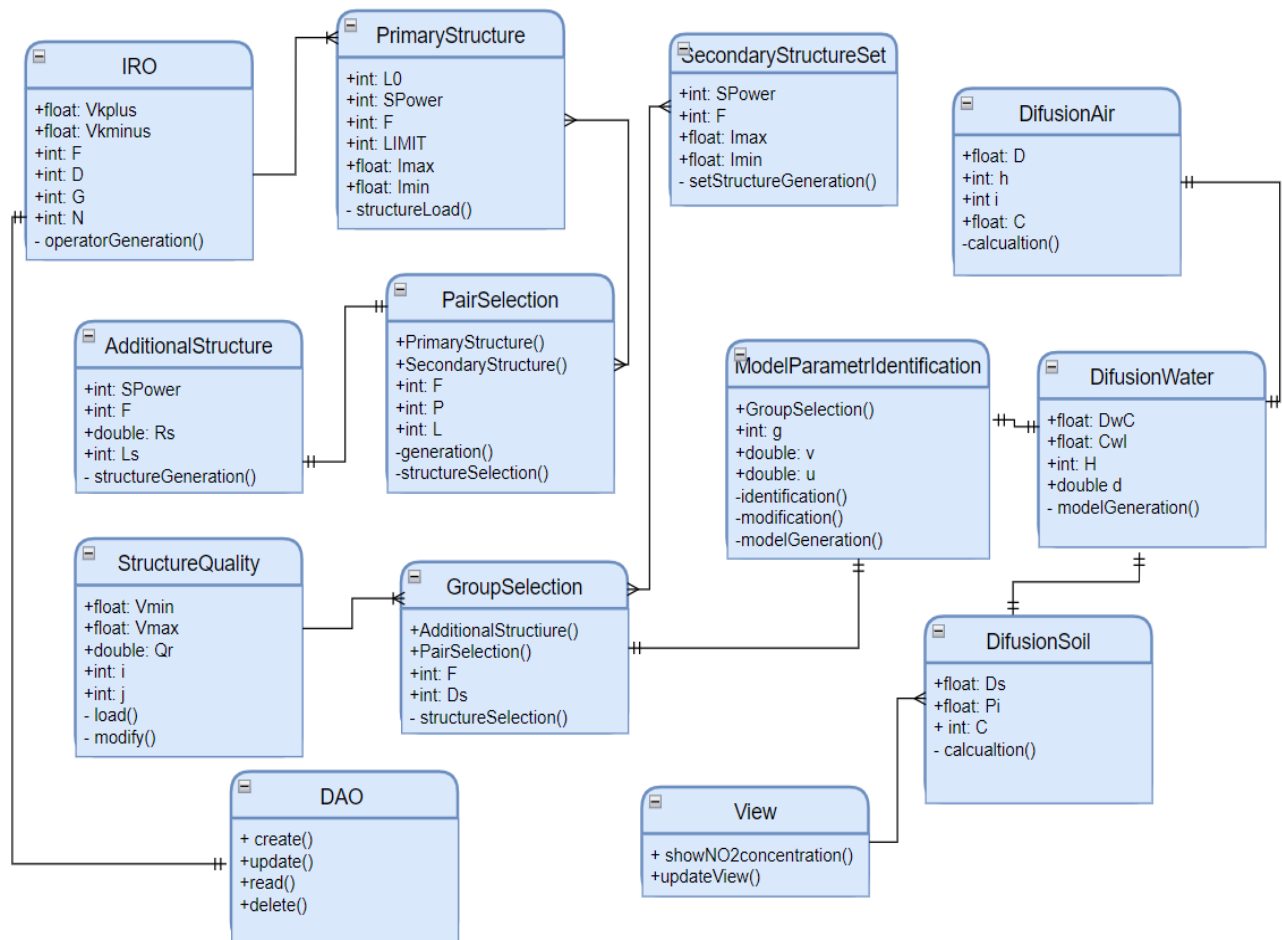 IRO
+float: Vkplus
+float: Vkminus
+int: F
+int: D
+int: G
+int: N
- operatorGeneration()
PrimaryStructure
+int: L0
+int: SPower
+int: F
+int: LIMIT
+float: Imax
+float: Imin
- structureLoad()
SecondaryStructureSet
+int: SPower
+int: F
+float: Imax
+float: Imin
- setStructureGeneration()
DifusionAir
+float: D
+int: h
+int i
+float: C
-calcualtion()
AdditionalStructure
+int: SPower
+int: F
+double: Rs
+int: Ls
- structureGeneration()
PairSelection
+PrimaryStructure()
+SecondaryStructure()
+int: F
+int: P
+int: L
-generation()
-structureSelection()
ModelParametrIdentification
+GroupSelection()
+int: g
+double: v
+double: u
-identification()
-modification()
-modelGeneration()
DifusionWater
+float: DwC
+float: Cwl
+int: H
+double d
- modelGeneration()
StructureQuality
+float: Vmin
+float: Vmax
+double: Qr
+int: i
+int: j
- load()
- modify()
GroupSelection
+AdditionalStructiure()
+PairSelection()
+int: F
+int: Ds
- structureSelection()
DifusionSoil
+float: Ds
+float: Pi
+ int: C
- calcualtion()
DAO
+ create()
+update()
+read()
+delete()
View
+ showNO2concentration()
+updateView()